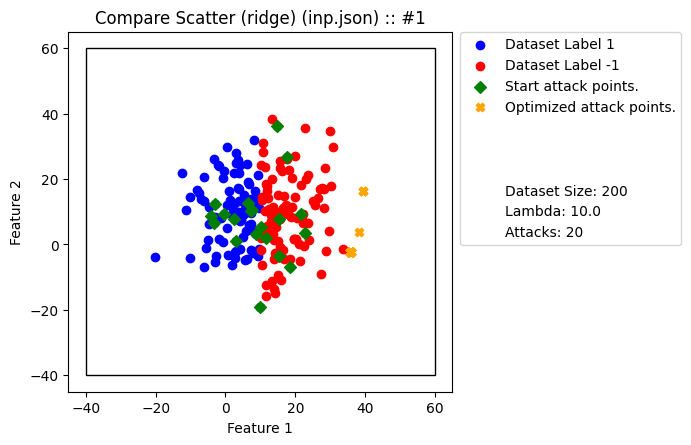 Compare Scatter (ridge) (inp.json) :: #1
60
40
20
0
−20
−40
Feature 2
−40
−20
0
20
40
60
Feature 1
Dataset Label 1
Dataset Label -1
Start attack points.
Optimized attack points.
Dataset Size: 200
Lambda: 10.0
Attacks: 20